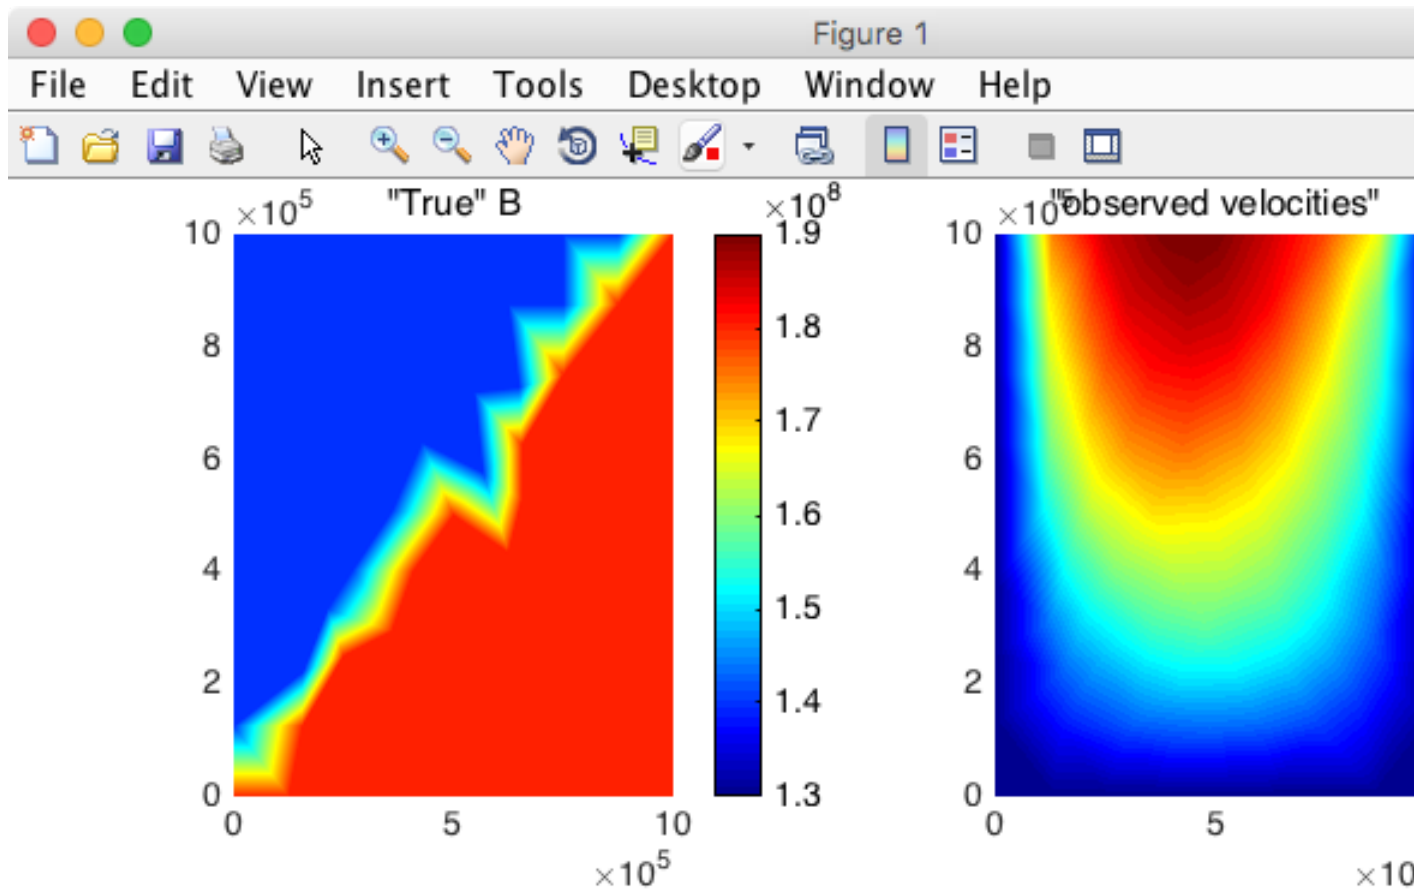 Figure 1
File Edit View Insert Tools Desktop Window Help
×10^5 "True" B ×10^8 ×10^5 "observed velocities"
10 1.9 10
8 1.8 8
1.7
6 6
1.6
4 4
1.5
2 1.4 2
0 1.3 0
0 5 10 0 5
×10^5 ×10